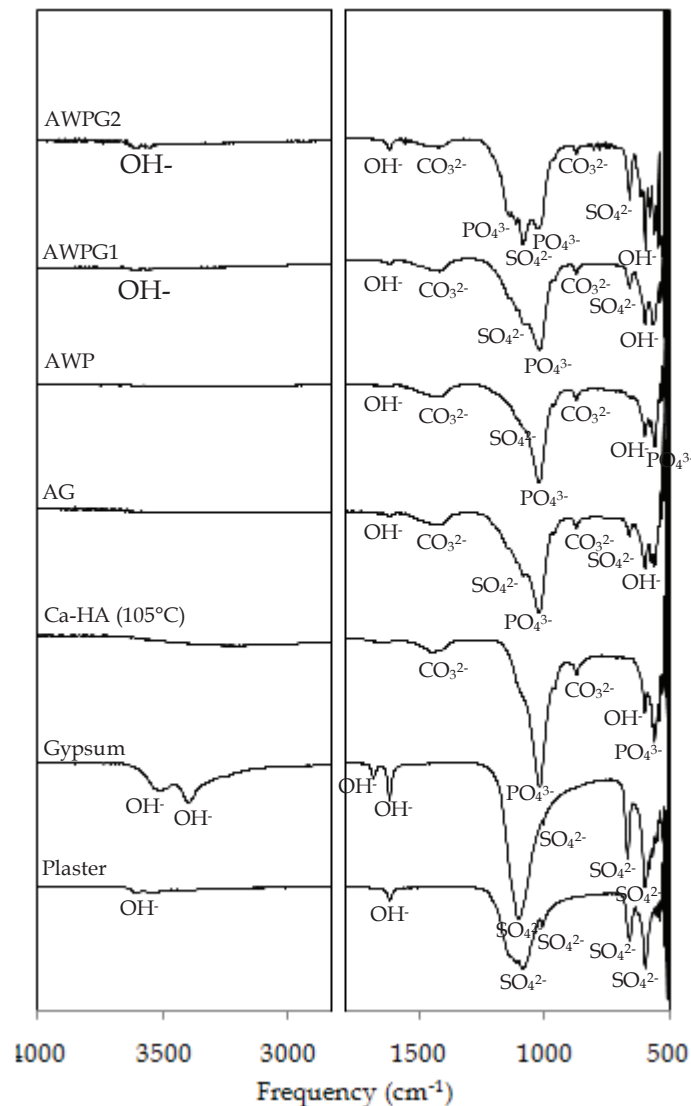 AWPG2
OH-
OH-
CO₃²⁻
CO₃²⁻
PO₄³⁻
SO₄²⁻
PO₄³⁻
SO₄²⁻
OH-
AWPG1
OH-
OH-
CO₃²⁻
CO₃²⁻
SO₄²⁻
SO₄²⁻
PO₄³⁻
OH-
AWP
OH-
CO₃²⁻
CO₃²⁻
SO₄²⁻
OH-
PO₄³⁻
PO₄³⁻
AG
OH-
CO₃²⁻
CO₃²⁻
SO₄²⁻
SO₄²⁻
OH-
PO₄³⁻
Ca-HA (105°C)
CO₃²⁻
CO₃²⁻
OH-
PO₄³⁻
PO₄³⁻
Gypsum
OH-
OH-
OH-
OH-
SO₄²⁻
SO₄²⁻
SO₄²⁻
SO₄²⁻
Plaster
OH-
OH-
SO₄²⁻
SO₄²⁻
SO₄²⁻
SO₄²⁻
4000 3500 3000 1500 1000 500
Frequency (cm⁻¹)